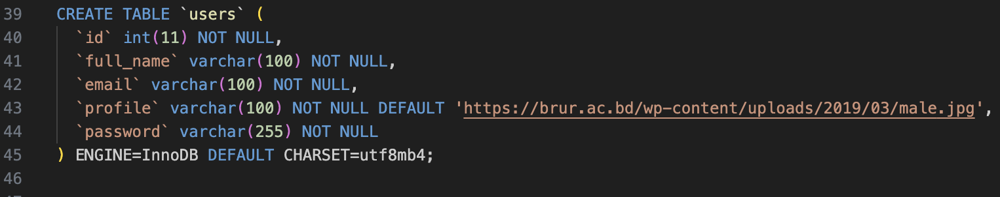 39 CREATE TABLE `users` (
40 `id` int(11) NOT NULL,
41 `full_name` varchar(100) NOT NULL,
42 `email` varchar(100) NOT NULL,
43 `profile` varchar(100) NOT NULL DEFAULT 'https://brur.ac.bd/wp-content/uploads/2019/03/male.jpg',
44 `password` varchar(255) NOT NULL
45 ) ENGINE=InnoDB DEFAULT CHARSET=utf8mb4;
46